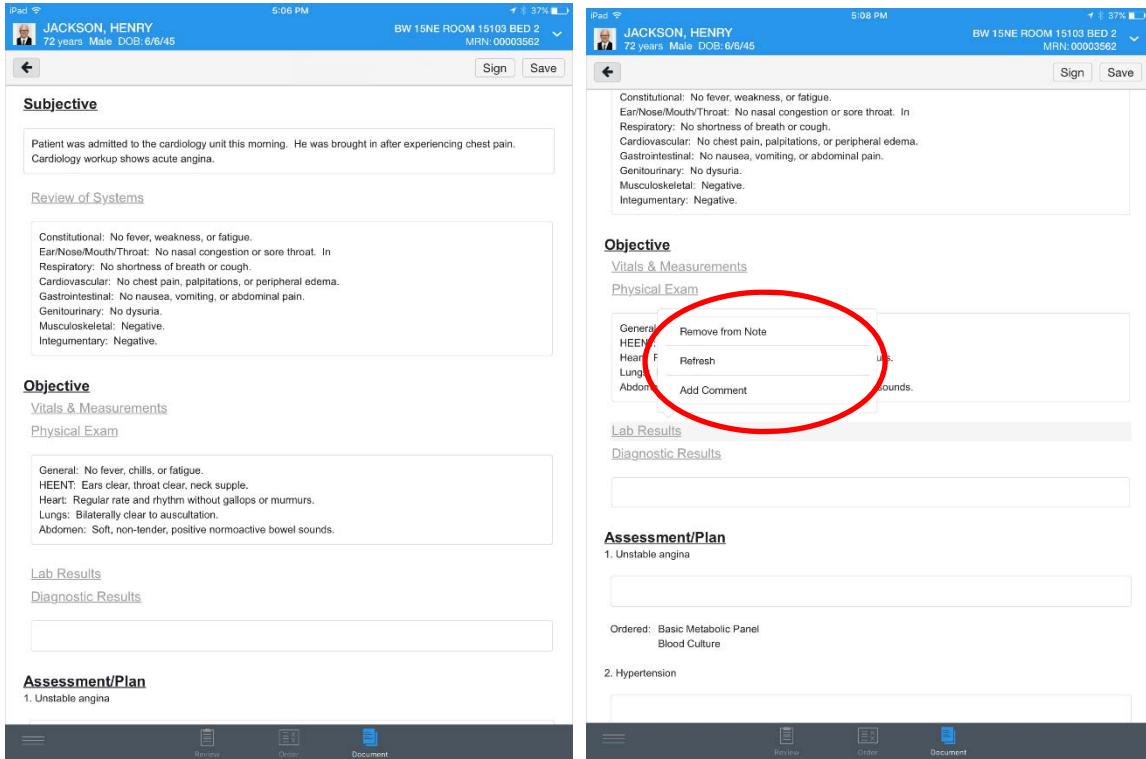 iPad 5:06 PM 37%
JACKSON, HENRY
72 years Male DOB:6/6/45
BW 15NE ROOM 15103 BED 2
MRN: 00003562
Sign Save
Subjective
Patient was admitted to the cardiology unit this morning. He was brought in after experiencing chest pain.
Cardiology workup shows acute angina.
Review of Systems
Constitutional: No fever, weakness, or fatigue.
Ear/Nose/Mouth/Throat: No nasal congestion or sore throat. In
Respiratory: No shortness of breath or cough.
Cardiovascular: No chest pain, palpitations, or peripheral edema.
Gastrointestinal: No nausea, vomiting, or abdominal pain.
Genitourinary: No dysuria.
Musculoskeletal: Negative.
Integumentary: Negative.
Objective
Vitals & Measurements
Physical Exam
General: No fever, chills, or fatigue.
HEENT: Ears clear, throat clear, neck supple.
Heart: Regular rate and rhythm without gallops or murmurs.
Lungs: Bilaterally clear to auscultation.
Abdomen: Soft, non-tender, positive normoactive bowel sounds.
Lab Results
Diagnostic Results
Assessment/Plan
1. Unstable angina
Review Order Document
iPad 5:08 PM 37%
JACKSON, HENRY
72 years Male DOB:6/6/45
BW 15NE ROOM 15103 BED 2
MRN: 00003562
Sign Save
Constitutional: No fever, weakness, or fatigue.
Ear/Nose/Mouth/Throat: No nasal congestion or sore throat. In
Respiratory: No shortness of breath or cough.
Cardiovascular: No chest pain, palpitations, or peripheral edema.
Gastrointestinal: No nausea, vomiting, or abdominal pain.
Genitourinary: No dysuria.
Musculoskeletal: Negative.
Integumentary: Negative.
Objective
Vitals & Measurements
Physical Exam
General
HEENT:
Remove from Note
Refresh
Add Comment
sounds.
Lab Results
Diagnostic Results
Assessment/Plan
1. Unstable angina
Ordered: Basic Metabolic Panel
Blood Culture
2. Hypertension
Review Order Document